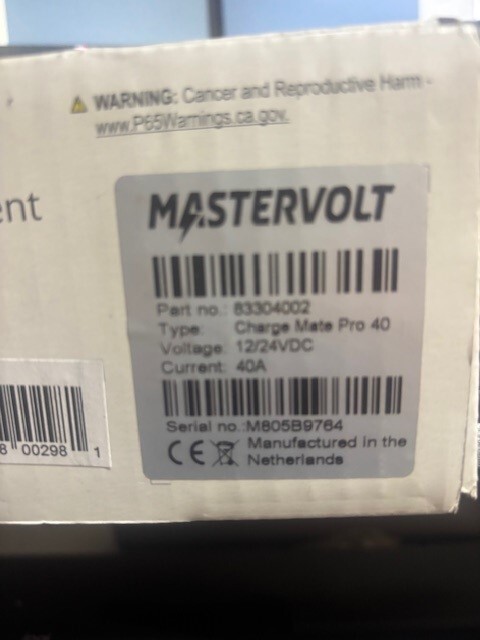 WARNING: Cancer and Reproductive Harm -
www.P65Warnings.ca.gov.
ent
MASTERVOLT
Part no.: 83304002
Type: Charge Mate Pro 40
Voltage: 12/24VDC
Current: 40A
Serial no.:M805B9764
CE Manufactured in the
Netherlands
8 00298 1